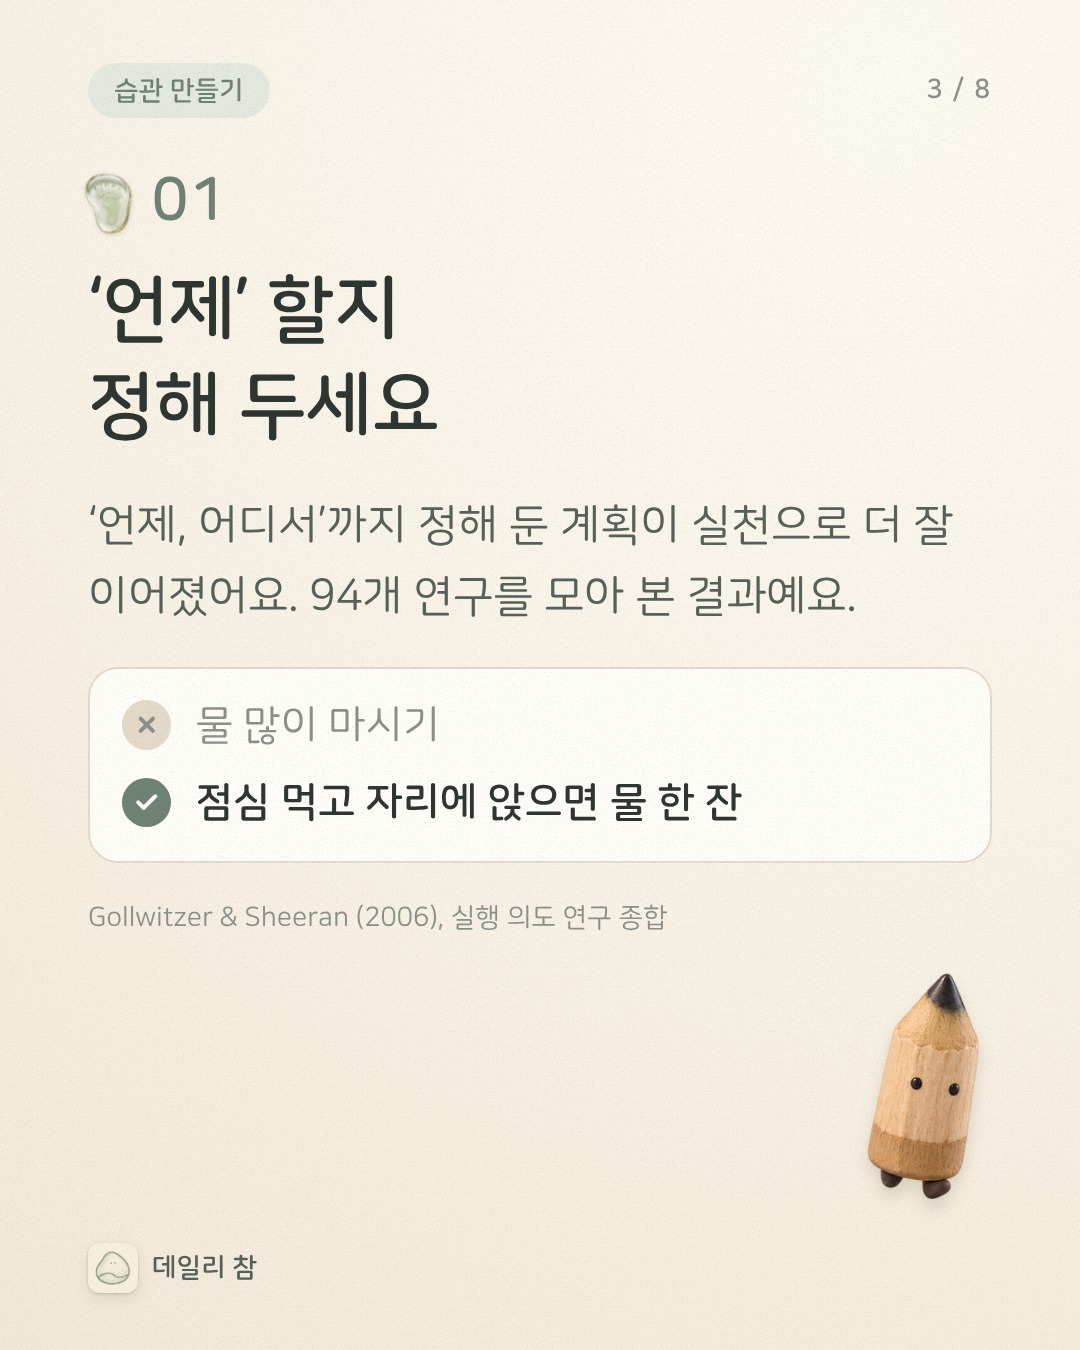 습관 만들기
3 / 8
01
‘언제’ 할지
정해 두세요
‘언제, 어디서’까지 정해 둔 계획이 실천으로 더 잘
이어졌어요. 94개 연구를 모아 본 결과예요.
물 많이 마시기
점심 먹고 자리에 앉으면 물 한 잔
Gollwitzer & Sheeran (2006), 실행 의도 연구 종합
데일리 참